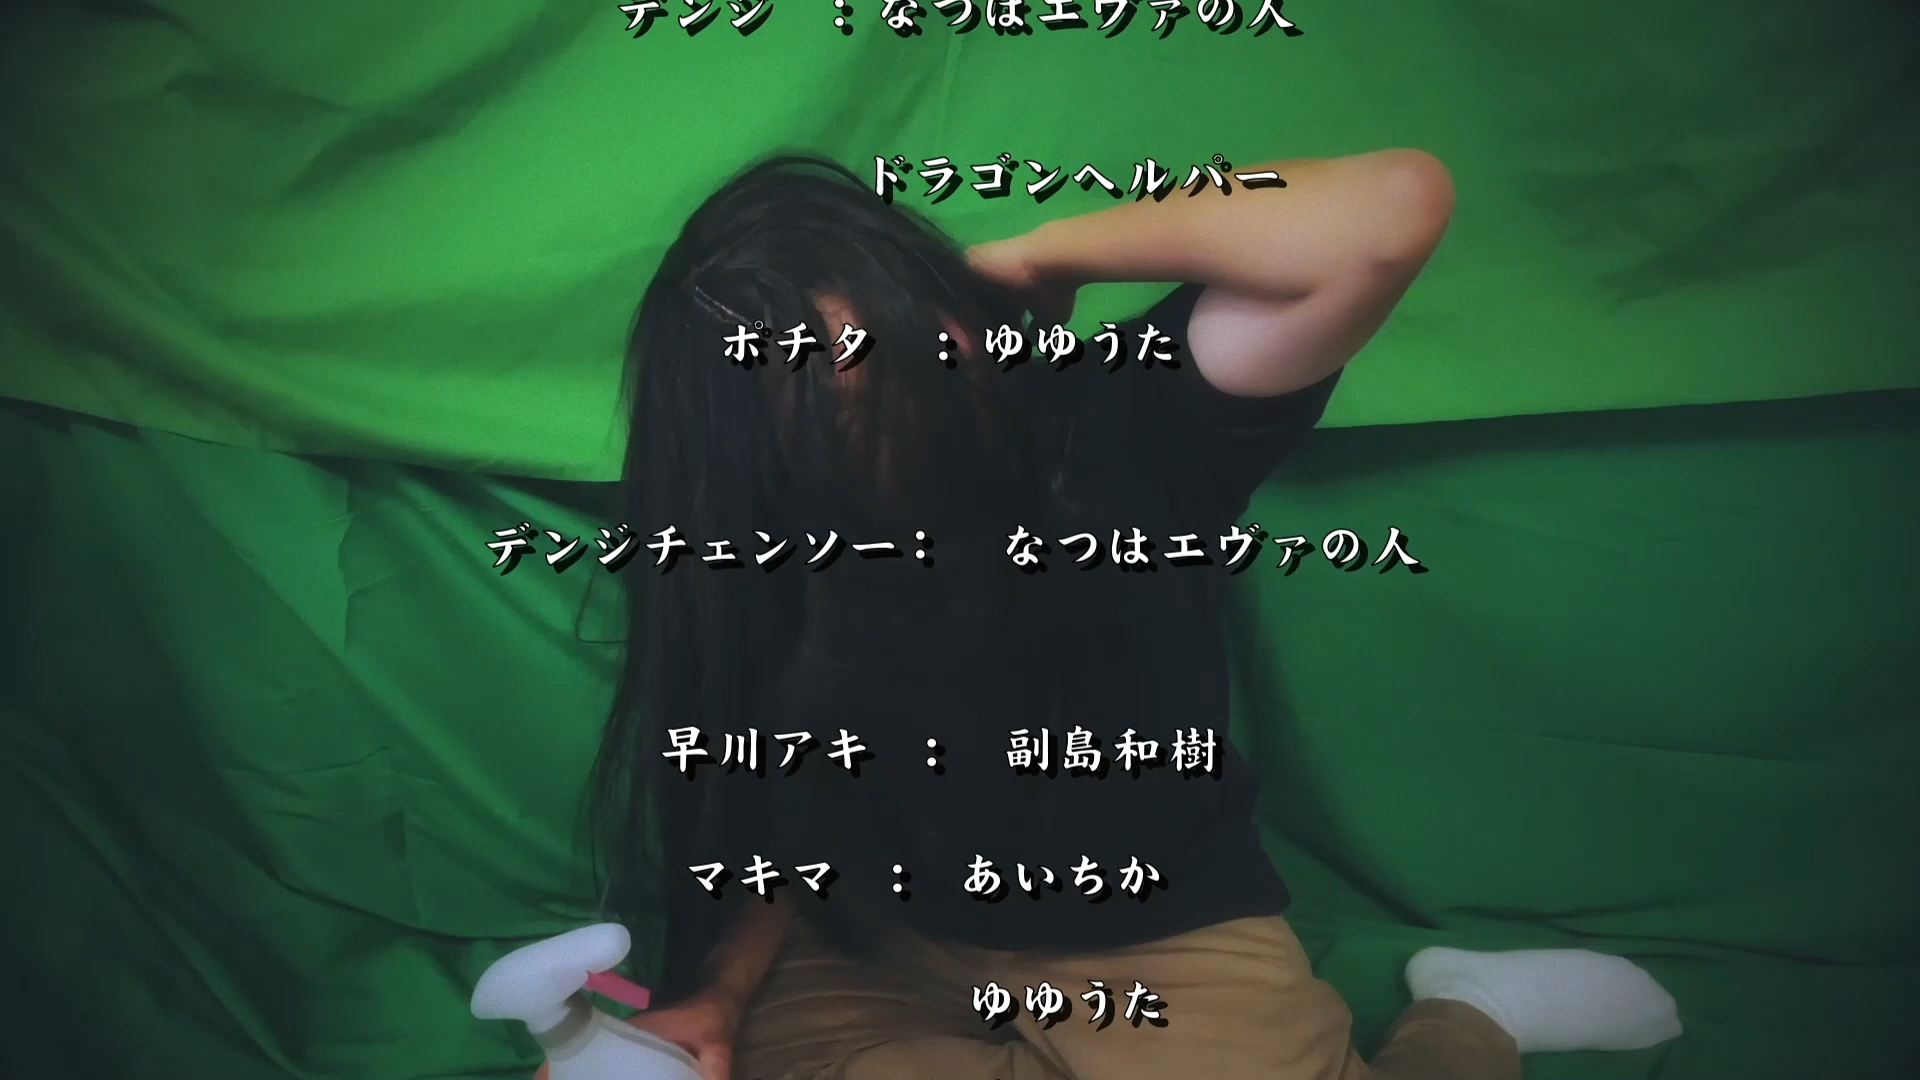 デンジ　：なつはエヴァの人
ドラゴンヘルパー
ポチタ　：ゆゆうた
デンジチェンソー：　なつはエヴァの人
早川アキ　：　副島和樹
マキマ　：　あいちか
ゆゆうた